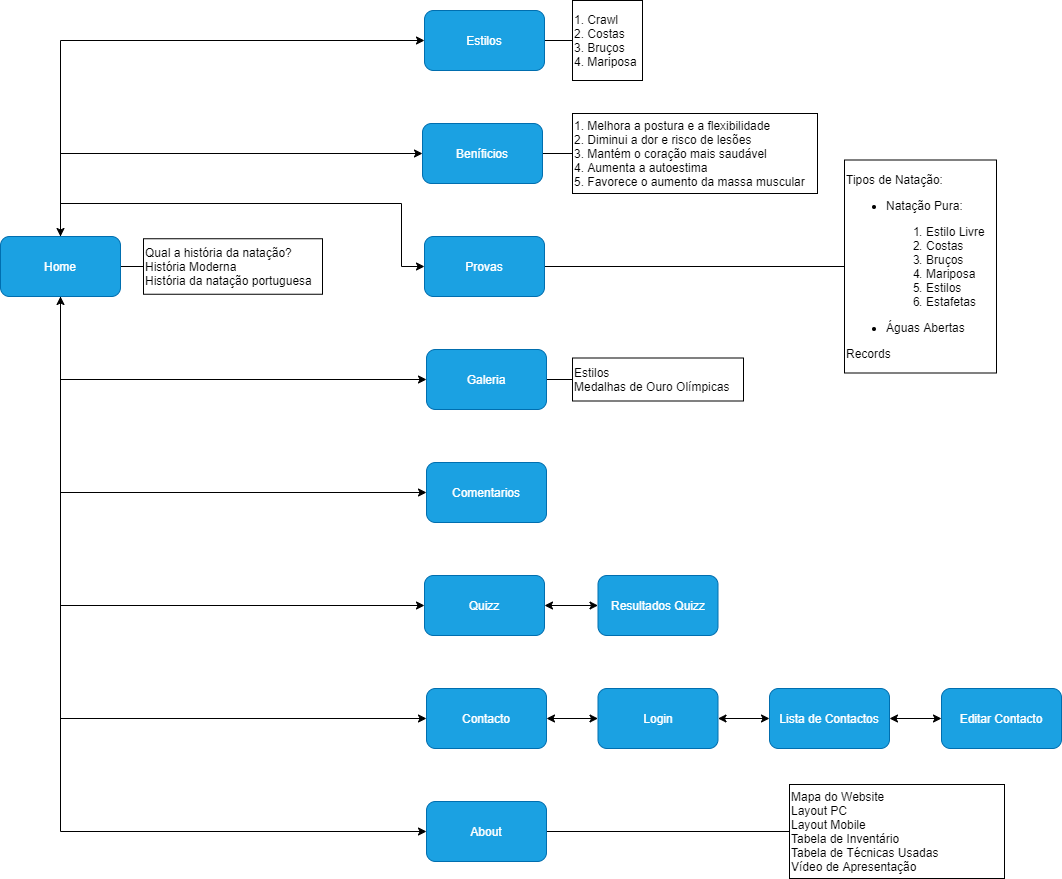 Estilos
1. Crawl
2. Costas
3. Bruços
4. Mariposa
Beníficios
1. Melhora a postura e a flexibilidade
2. Diminui a dor e risco de lesões
3. Mantém o coração mais saudável
4. Aumenta a autoestima
5. Favorece o aumento da massa muscular
Home
Qual a história da natação?
História Moderna
História da natação portuguesa
Provas
Tipos de Natação:
• Natação Pura:
1. Estilo Livre
2. Costas
3. Bruços
4. Mariposa
5. Estilos
6. Estafetas
• Águas Abertas
Records
Galeria
Estilos
Medalhas de Ouro Olímpicas
Comentarios
Quizz
Resultados Quizz
Contacto
Login
Lista de Contactos
Editar Contacto
About
Mapa do Website
Layout PC
Layout Mobile
Tabela de Inventário
Tabela de Técnicas Usadas
Vídeo de Apresentação